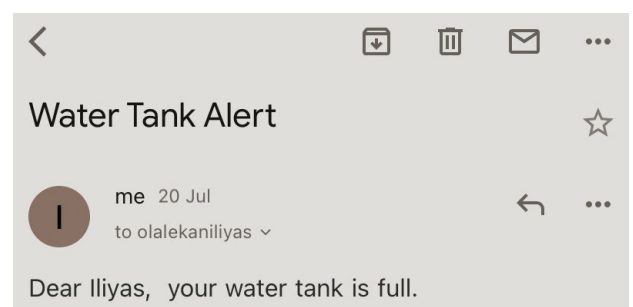 Water Tank Alert
I
me 20 Jul
to olalekaniliyas
Dear Iliyas,  your water tank is full.